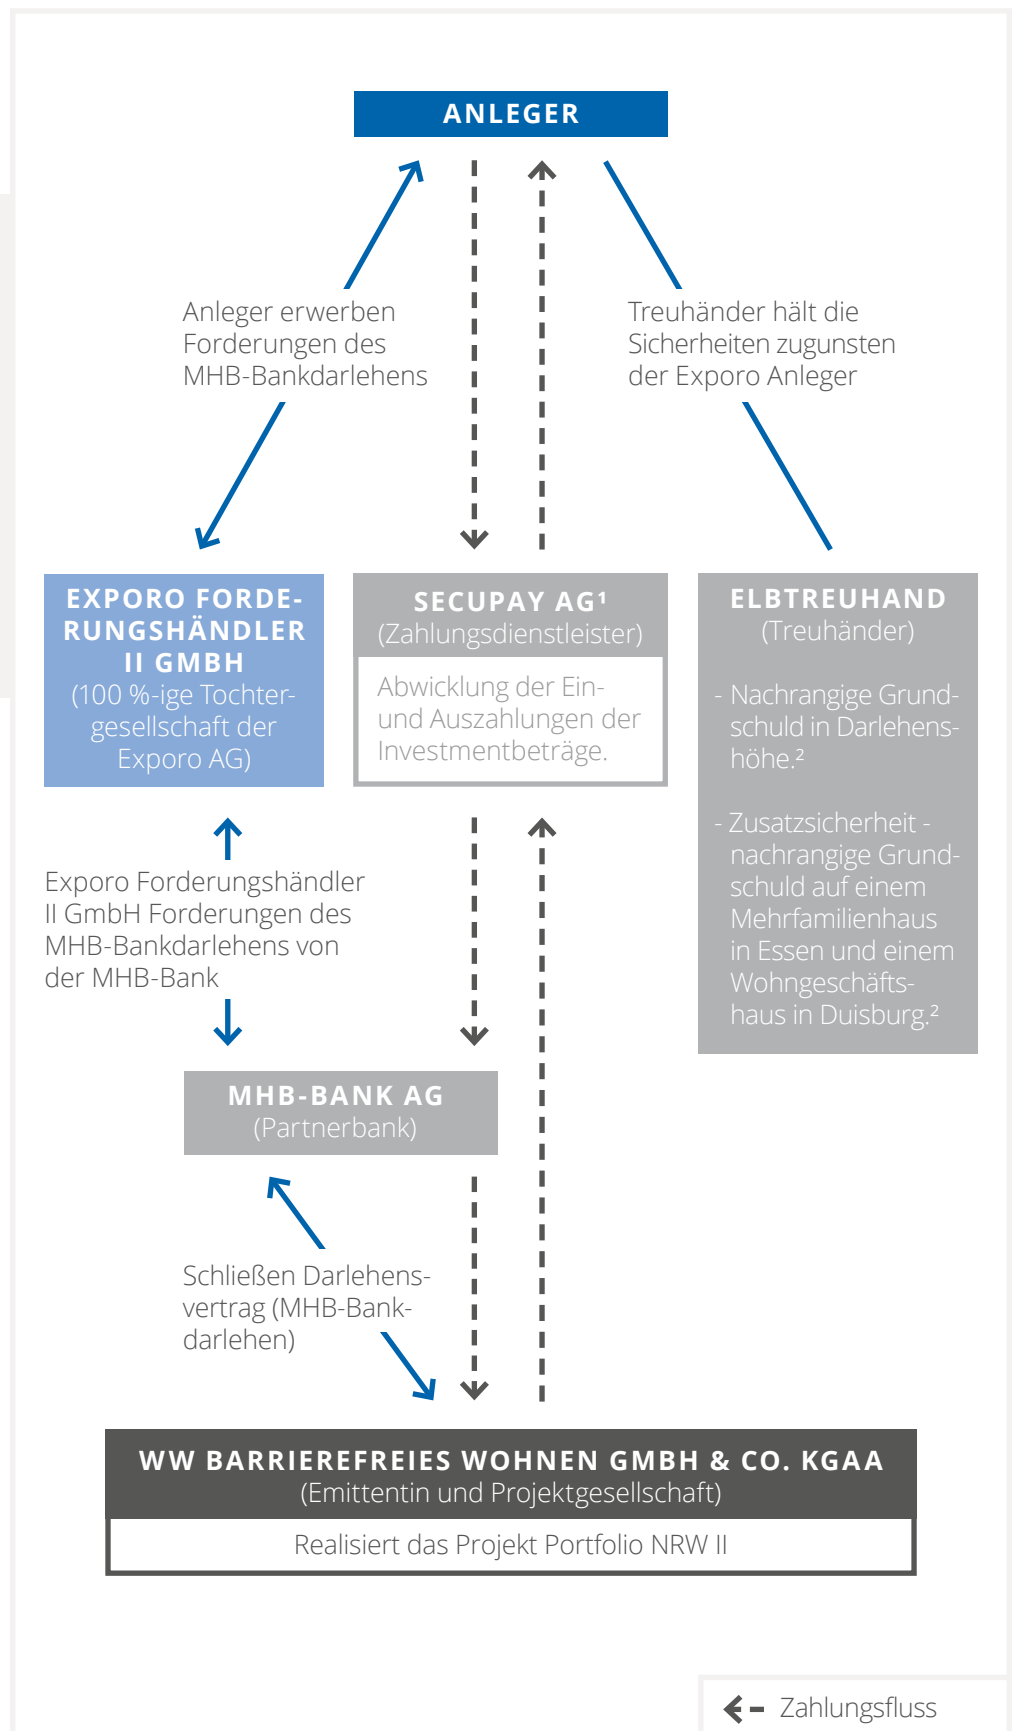 ANLEGER
Anleger erwerben
Forderungen des
MHB-Bankdarlehens
Treuhänder hält die
Sicherheiten zugunsten
der Exporo Anleger
EXPORO FORDE-
RUNGSHÄNDLER
II GMBH
(100 %-ige Tochter-
gesellschaft der
Exporo AG)
SECUPAY AG¹
(Zahlungsdienstleister)
Abwicklung der Ein-
und Auszahlungen der
Investmentbeträge.
ELBTREUHAND
(Treuhänder)
- Nachrangige Grund-
schuld in Darlehens-
höhe.²
- Zusatzsicherheit -
nachrangige Grund-
schuld auf einem
Mehrfamilienhaus
in Essen und einem
Wohngeschäfts-
haus in Duisburg.²
Exporo Forderungshändler
II GmbH Forderungen des
MHB-Bankdarlehens von
der MHB-Bank
MHB-BANK AG
(Partnerbank)
Schließen Darlehens-
vertrag (MHB-Bank-
darlehen)
WW BARRIEREFREIES WOHNEN GMBH & CO. KGAA
(Emittentin und Projektgesellschaft)
Realisiert das Projekt Portfolio NRW II
Zahlungsfluss